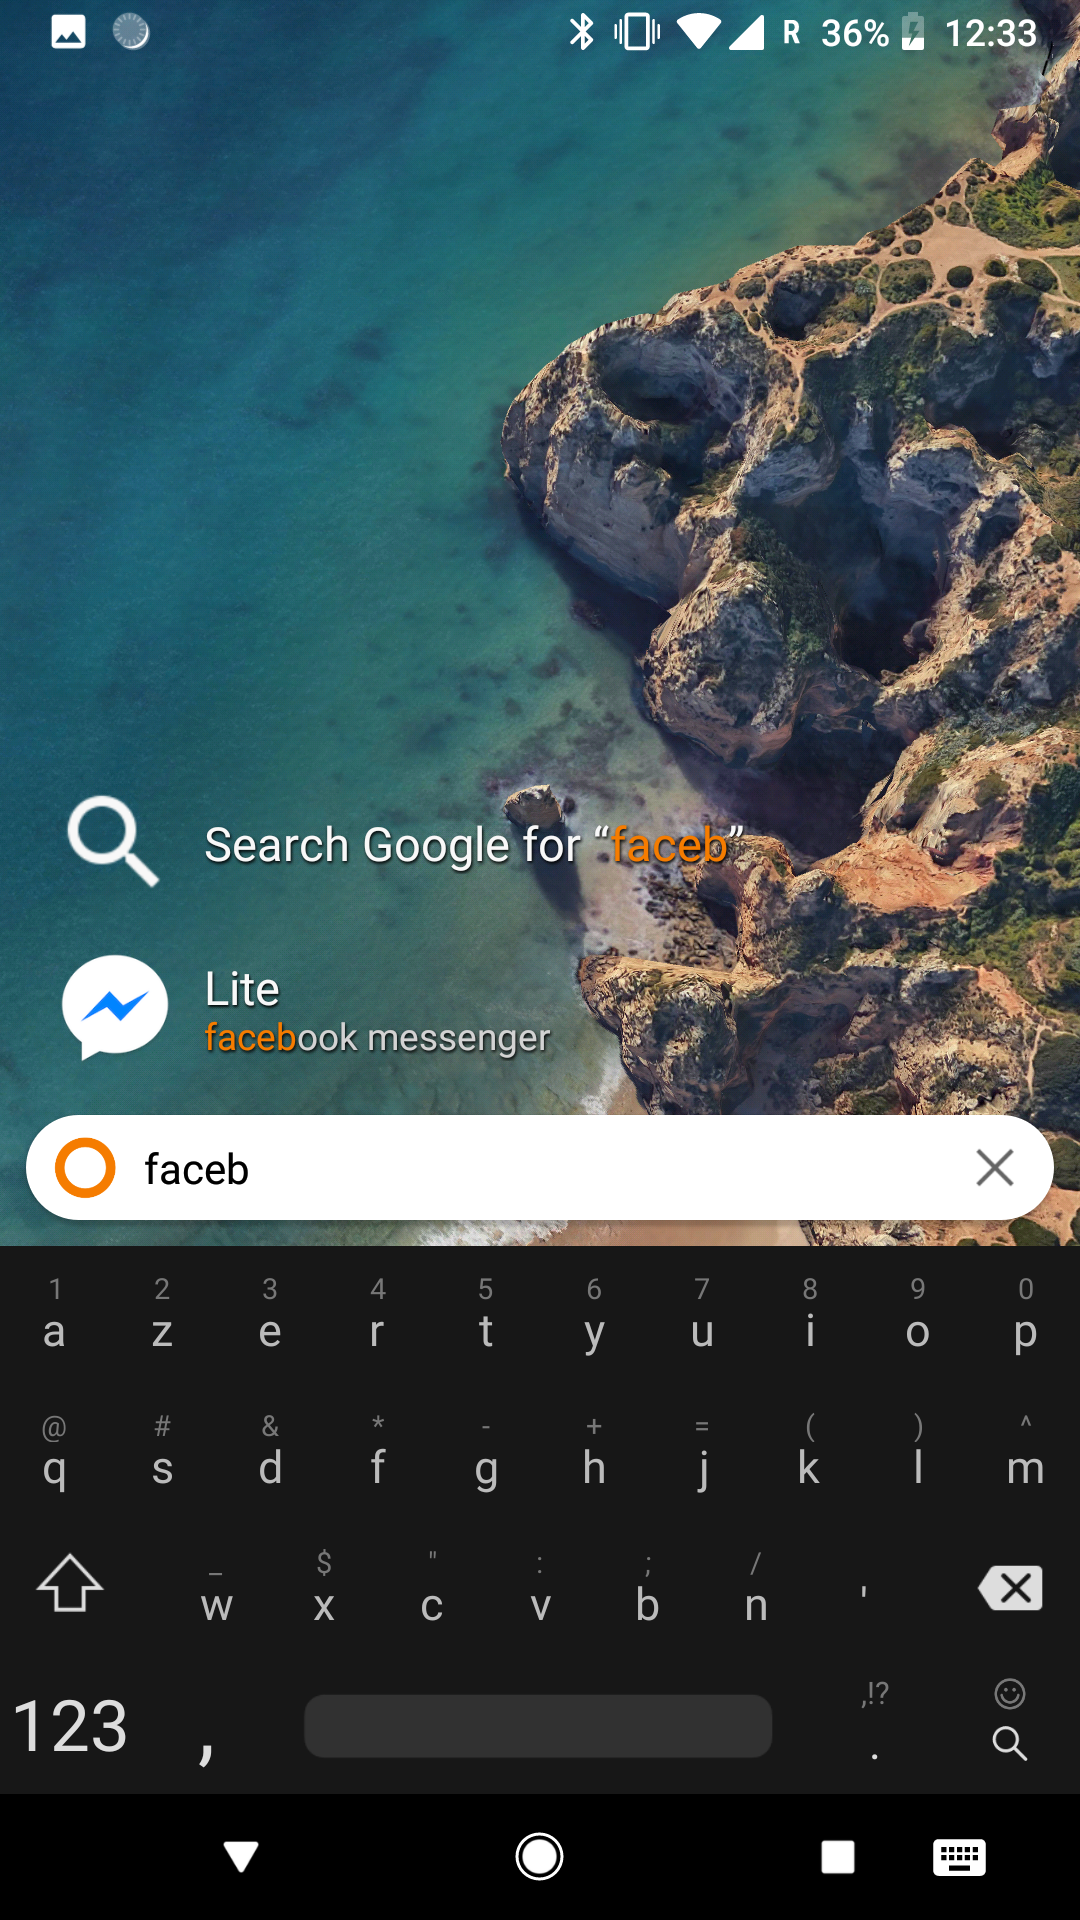 R 36% 12:33
Search Google for “faceb”
Lite
facebook messenger
faceb
1 2 3 4 5 6 7 8 9 0
a z e r t y u i o p
@ # & * - + = ( ) ^
q s d f g h j k l m
_ $ " : ; /
w x c v b n '
,!?
123 , .